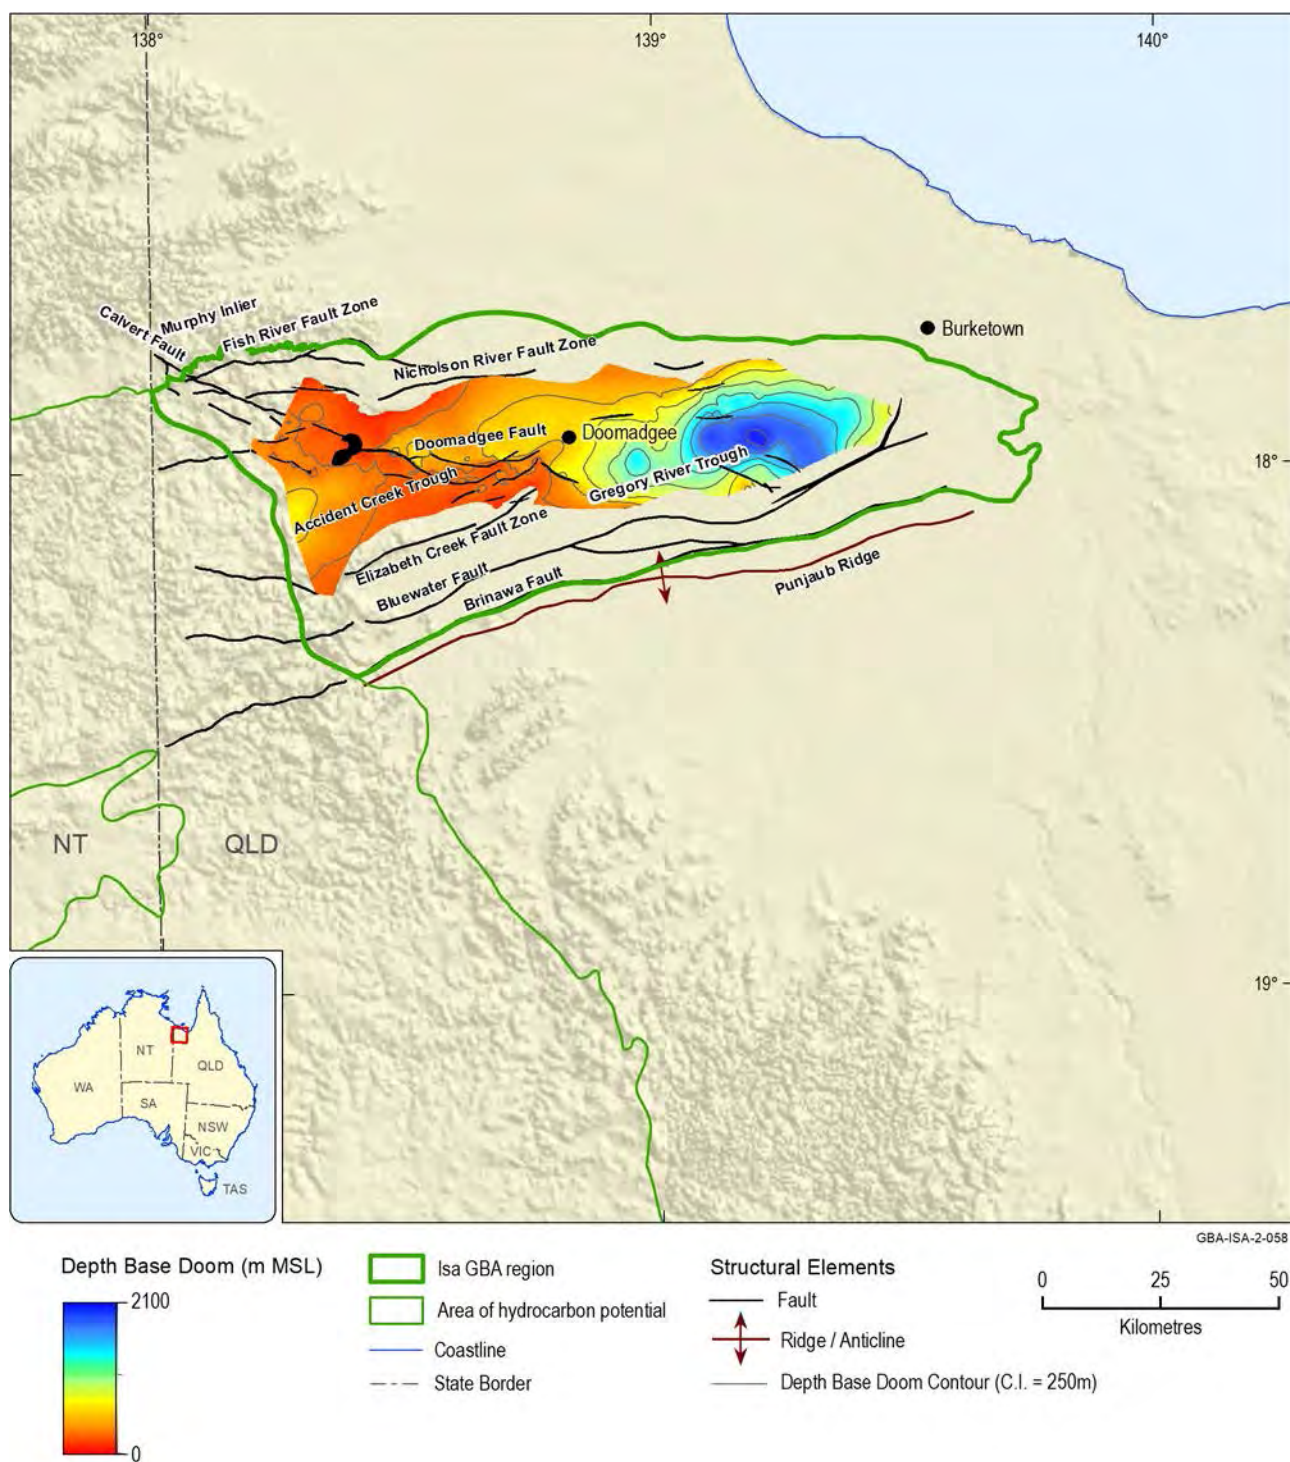 138°
139°
140°
Burketown
Murphy Inlier
Calvert Fault
Fish River Fault Zone
Nicholson River Fault Zone
Doomadgee Fault
Doomadgee
Accident Creek Trough
Gregory River Trough
18°
Elizabeth Creek Fault Zone
Bluewater Fault
Brinawa Fault
Punjaub Ridge
NT
QLD
19°
NT
QLD
WA
SA
NSW
VIC
TAS
GBA-ISA-2-058
Depth Base Doom (m MSL)
2100
0
Isa GBA region
Area of hydrocarbon potential
Coastline
State Border
Structural Elements
Fault
Ridge / Anticline
Depth Base Doom Contour (C.I. = 250m)
0 25 50
Kilometres